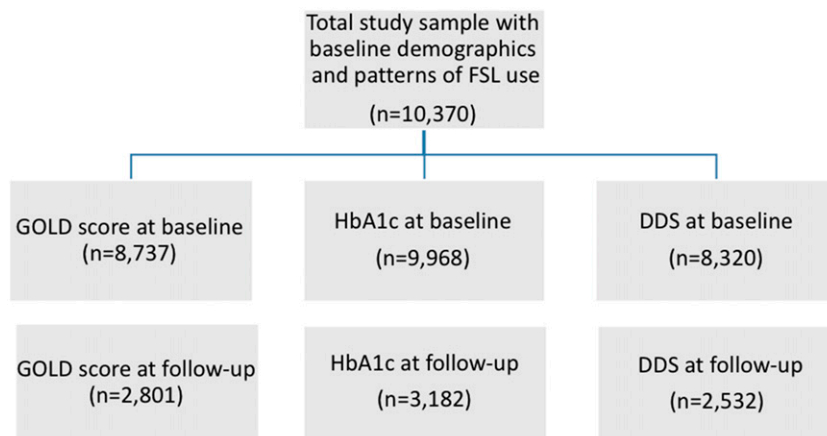 Total study sample with
baseline demographics
and patterns of FSL use
(n=10,370)
GOLD score at baseline
(n=8,737)
HbA1c at baseline
(n=9,968)
DDS at baseline
(n=8,320)
GOLD score at follow-up
(n=2,801)
HbA1c at follow-up
(n=3,182)
DDS at follow-up
(n=2,532)